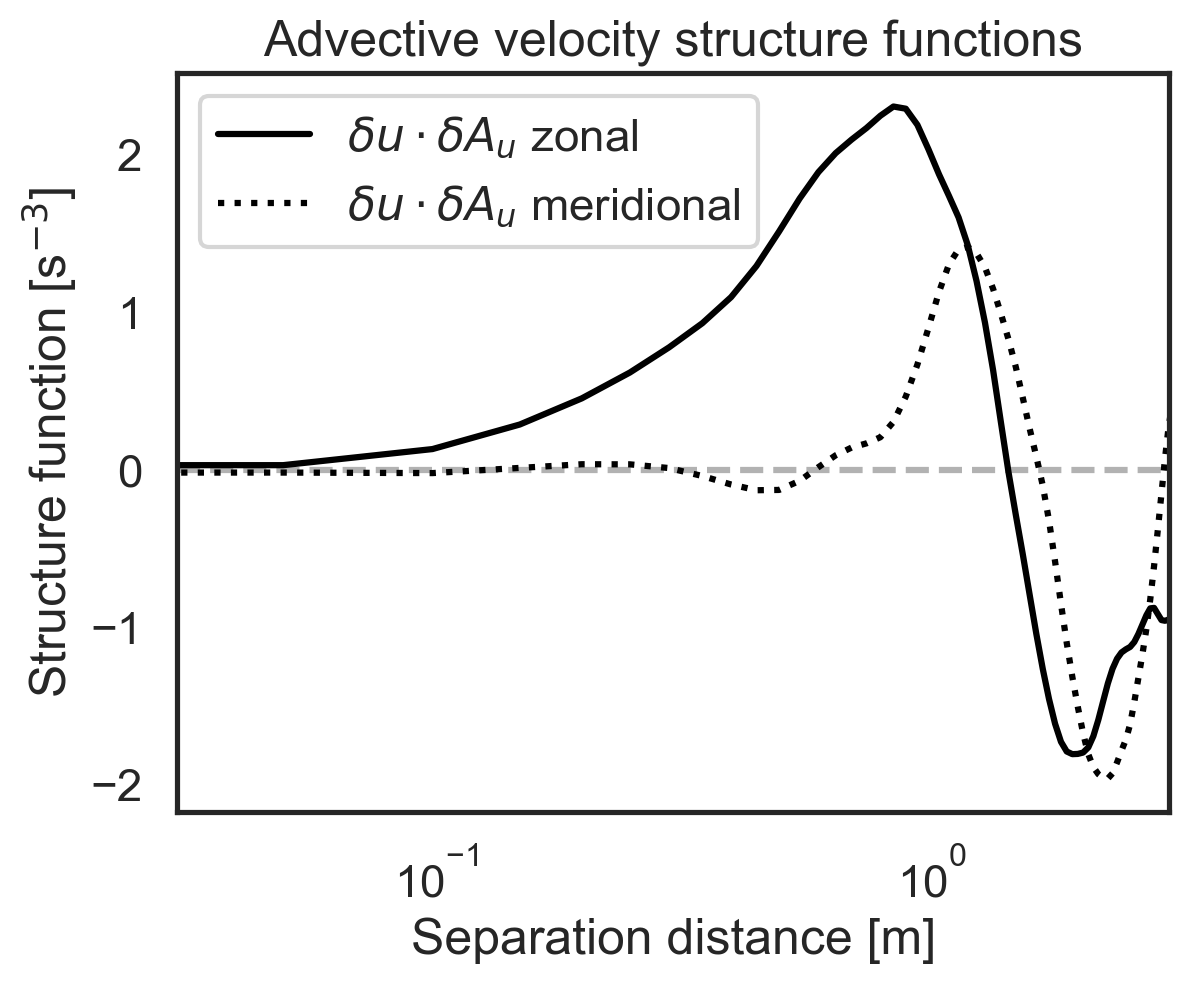 Advective velocity structure functions
δu · δA_u zonal
δu · δA_u meridional
Structure function [s⁻³]
2
1
0
−1
−2
10⁻¹ 10⁰
Separation distance [m]